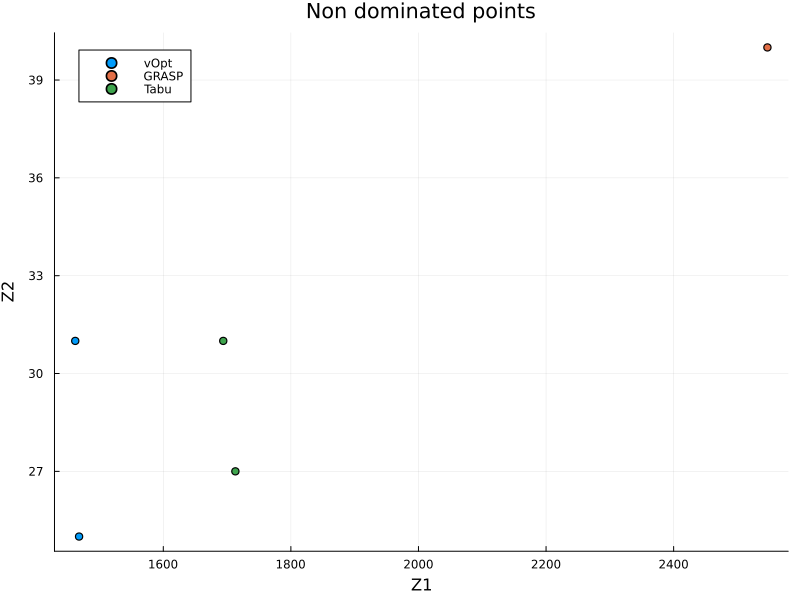 Non dominated points
vOpt
GRASP
Tabu
39
36
33
30
27
Z2
1600 1800 2000 2200 2400
Z1